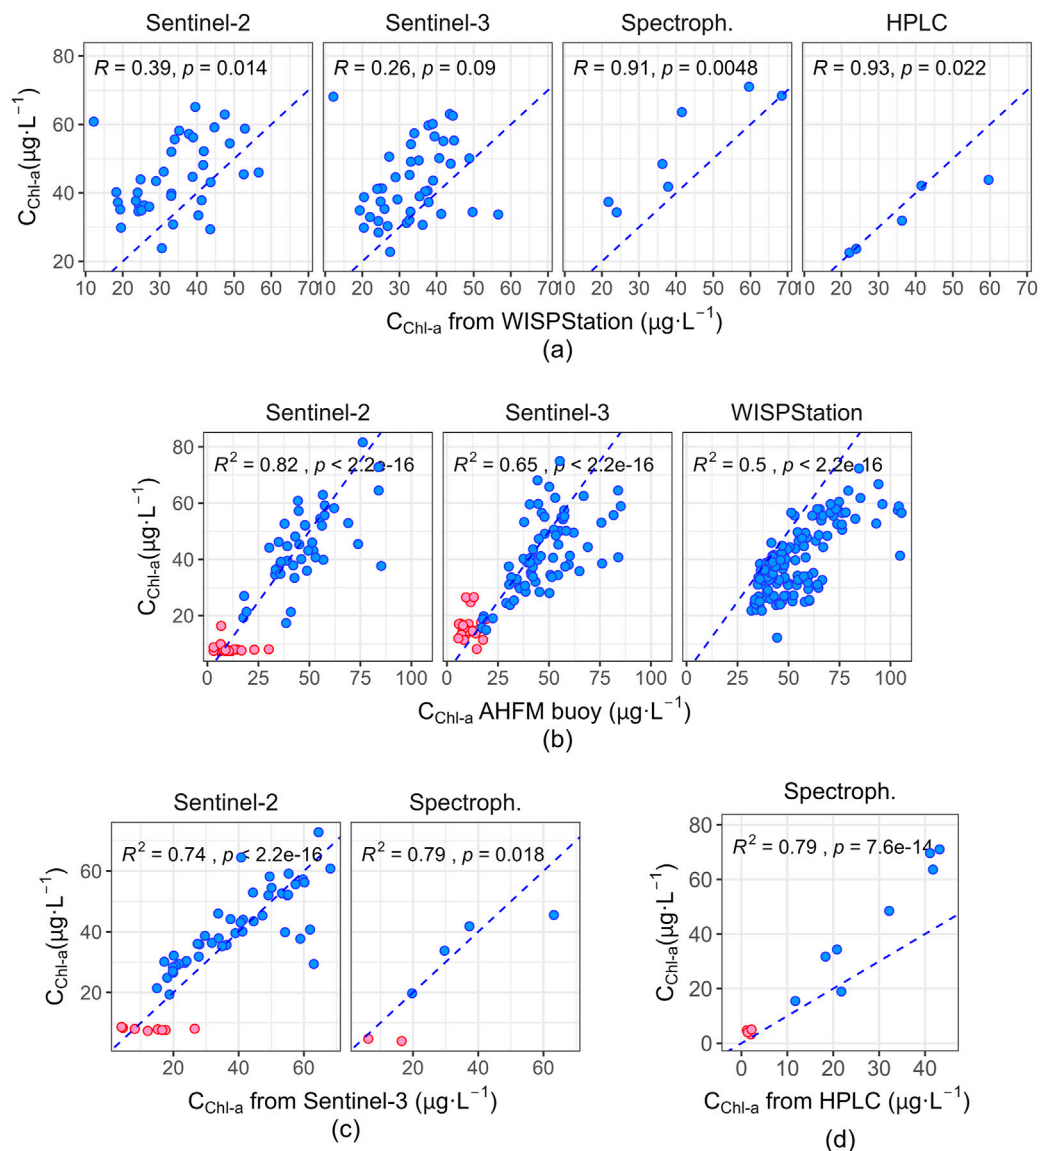 Sentinel-2 Sentinel-3 Spectroph. HPLC
R = 0.39, p = 0.014 R = 0.26, p = 0.09 R = 0.91, p = 0.0048 R = 0.93, p = 0.022
80
60
40
20
C_Chl-a(µg·L⁻¹)
10 20 30 40 50 60 70 10 20 30 40 50 60 70 10 20 30 40 50 60 70 10 20 30 40 50 60 70
C_Chl-a from WISPStation (µg·L⁻¹)
(a)
Sentinel-2 Sentinel-3 WISPStation
R² = 0.82 , p < 2.2e-16 R² = 0.65 , p < 2.2e-16 R² = 0.5 , p < 2.2e-16
80
60
40
20
C_Chl-a(µg·L⁻¹)
0 25 50 75 100 0 25 50 75 100 0 25 50 75 100
C_Chl-a AHFM buoy (µg·L⁻¹)
(b)
Sentinel-2 Spectroph.
R² = 0.74 , p < 2.2e-16 R² = 0.79 , p = 0.018
60
40
20
C_Chl-a(µg·L⁻¹)
20 40 60 20 40 60
C_Chl-a from Sentinel-3 (µg·L⁻¹)
(c)
Spectroph.
R² = 0.79 , p = 7.6e-14
80
60
40
20
0
C_Chl-a(µg·L⁻¹)
0 10 20 30 40
C_Chl-a from HPLC (µg·L⁻¹)
(d)